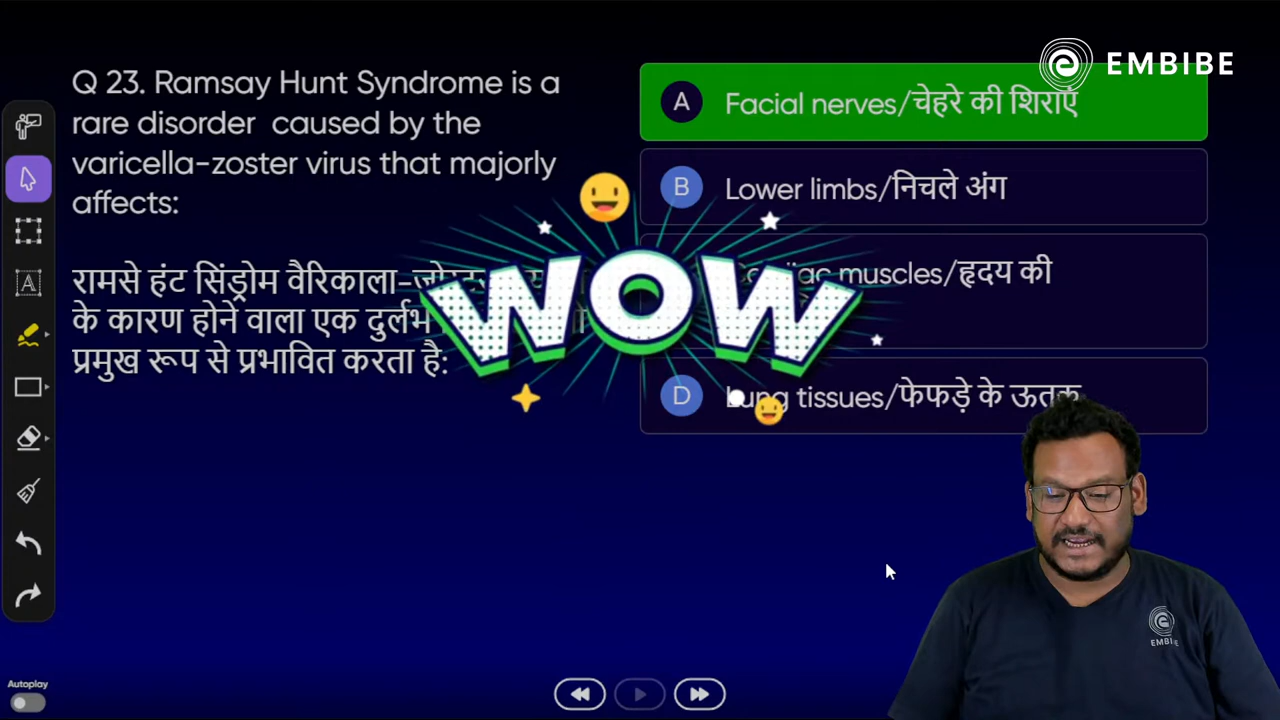 EMBIBE
Q 23. Ramsay Hunt Syndrome is a
rare disorder caused by the
varicella-zoster virus that majorly
affects:
रामसे हंट सिंड्रोम वैरिकाला-
के कारण होने वाला एक दुर्लभ
प्रमुख रूप से प्रभावित करता है:
A Facial nerves/चेहरे की शिराएँ
B Lower limbs/निचले अंग
muscles/हृदय की
D Lung tissues/फेफड़े के ऊतक
WOW
A
EMBIBE
Autoplay